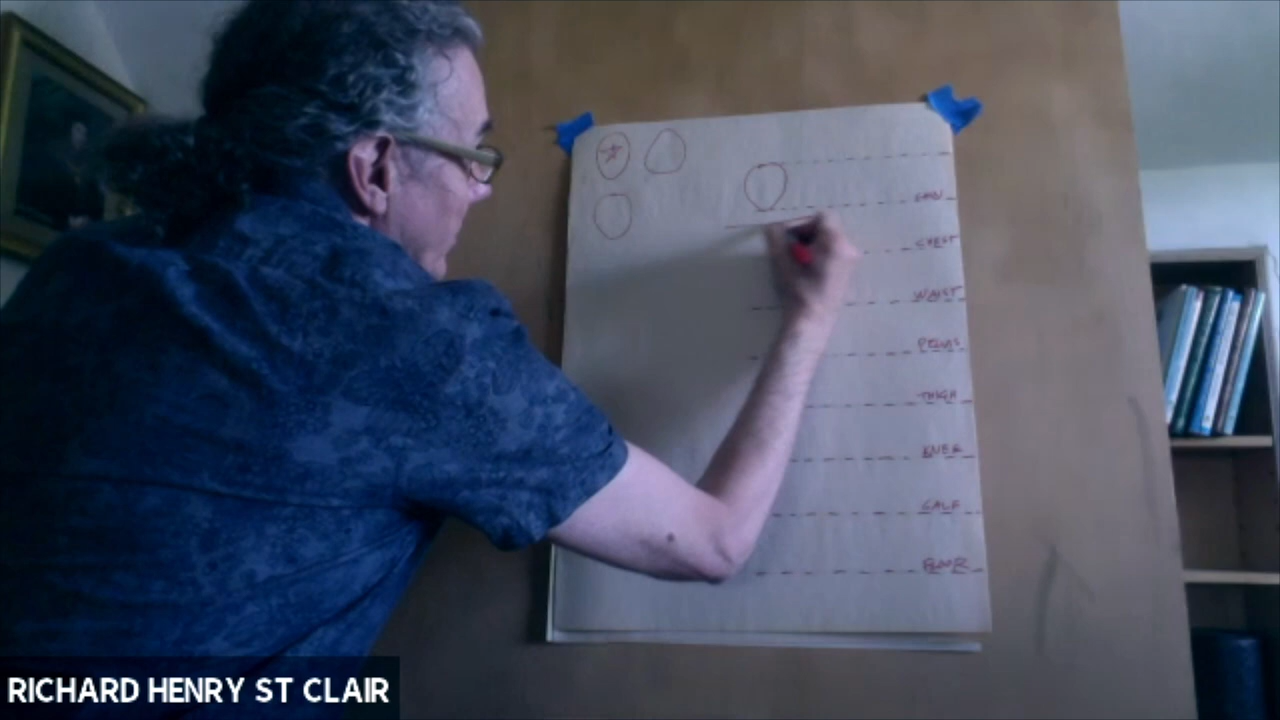 CHIN
CHEST
WAIST
PELVIS
THIGH
KNEE
CALF
FLOOR
RICHARD HENRY ST CLAIR